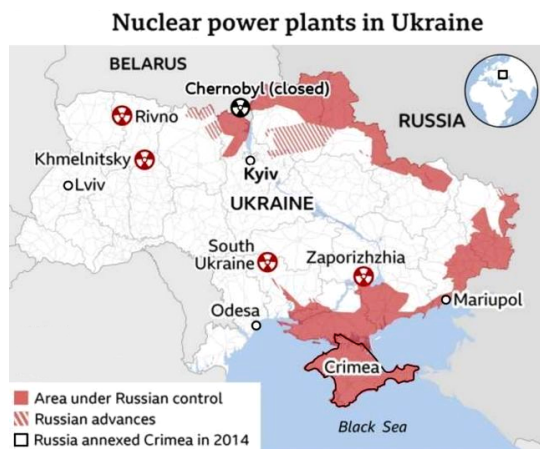 Nuclear power plants in Ukraine
BELARUS
Chernobyl (closed)
Rivno
RUSSIA
Khmelnitsky
Kyiv
Lviv
UKRAINE
South
Ukraine
Zaporizhzhia
Mariupol
Odesa
Crimea
Area under Russian control
Russian advances
Russia annexed Crimea in 2014
Black Sea